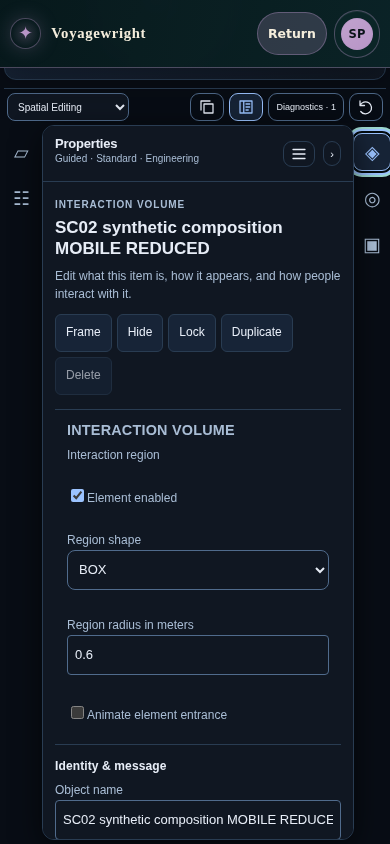 Voyagewright
Return
SP
Spatial Editing
Diagnostics · 1
Properties
Guided · Standard · Engineering
INTERACTION VOLUME
SC02 synthetic composition
MOBILE REDUCED
Edit what this item is, how it appears, and how people
interact with it.
Frame
Hide
Lock
Duplicate
Delete
INTERACTION VOLUME
Interaction region
Element enabled
Region shape
BOX
Region radius in meters
0.6
Animate element entrance
Identity & message
Object name
SC02 synthetic composition MOBILE REDUCE